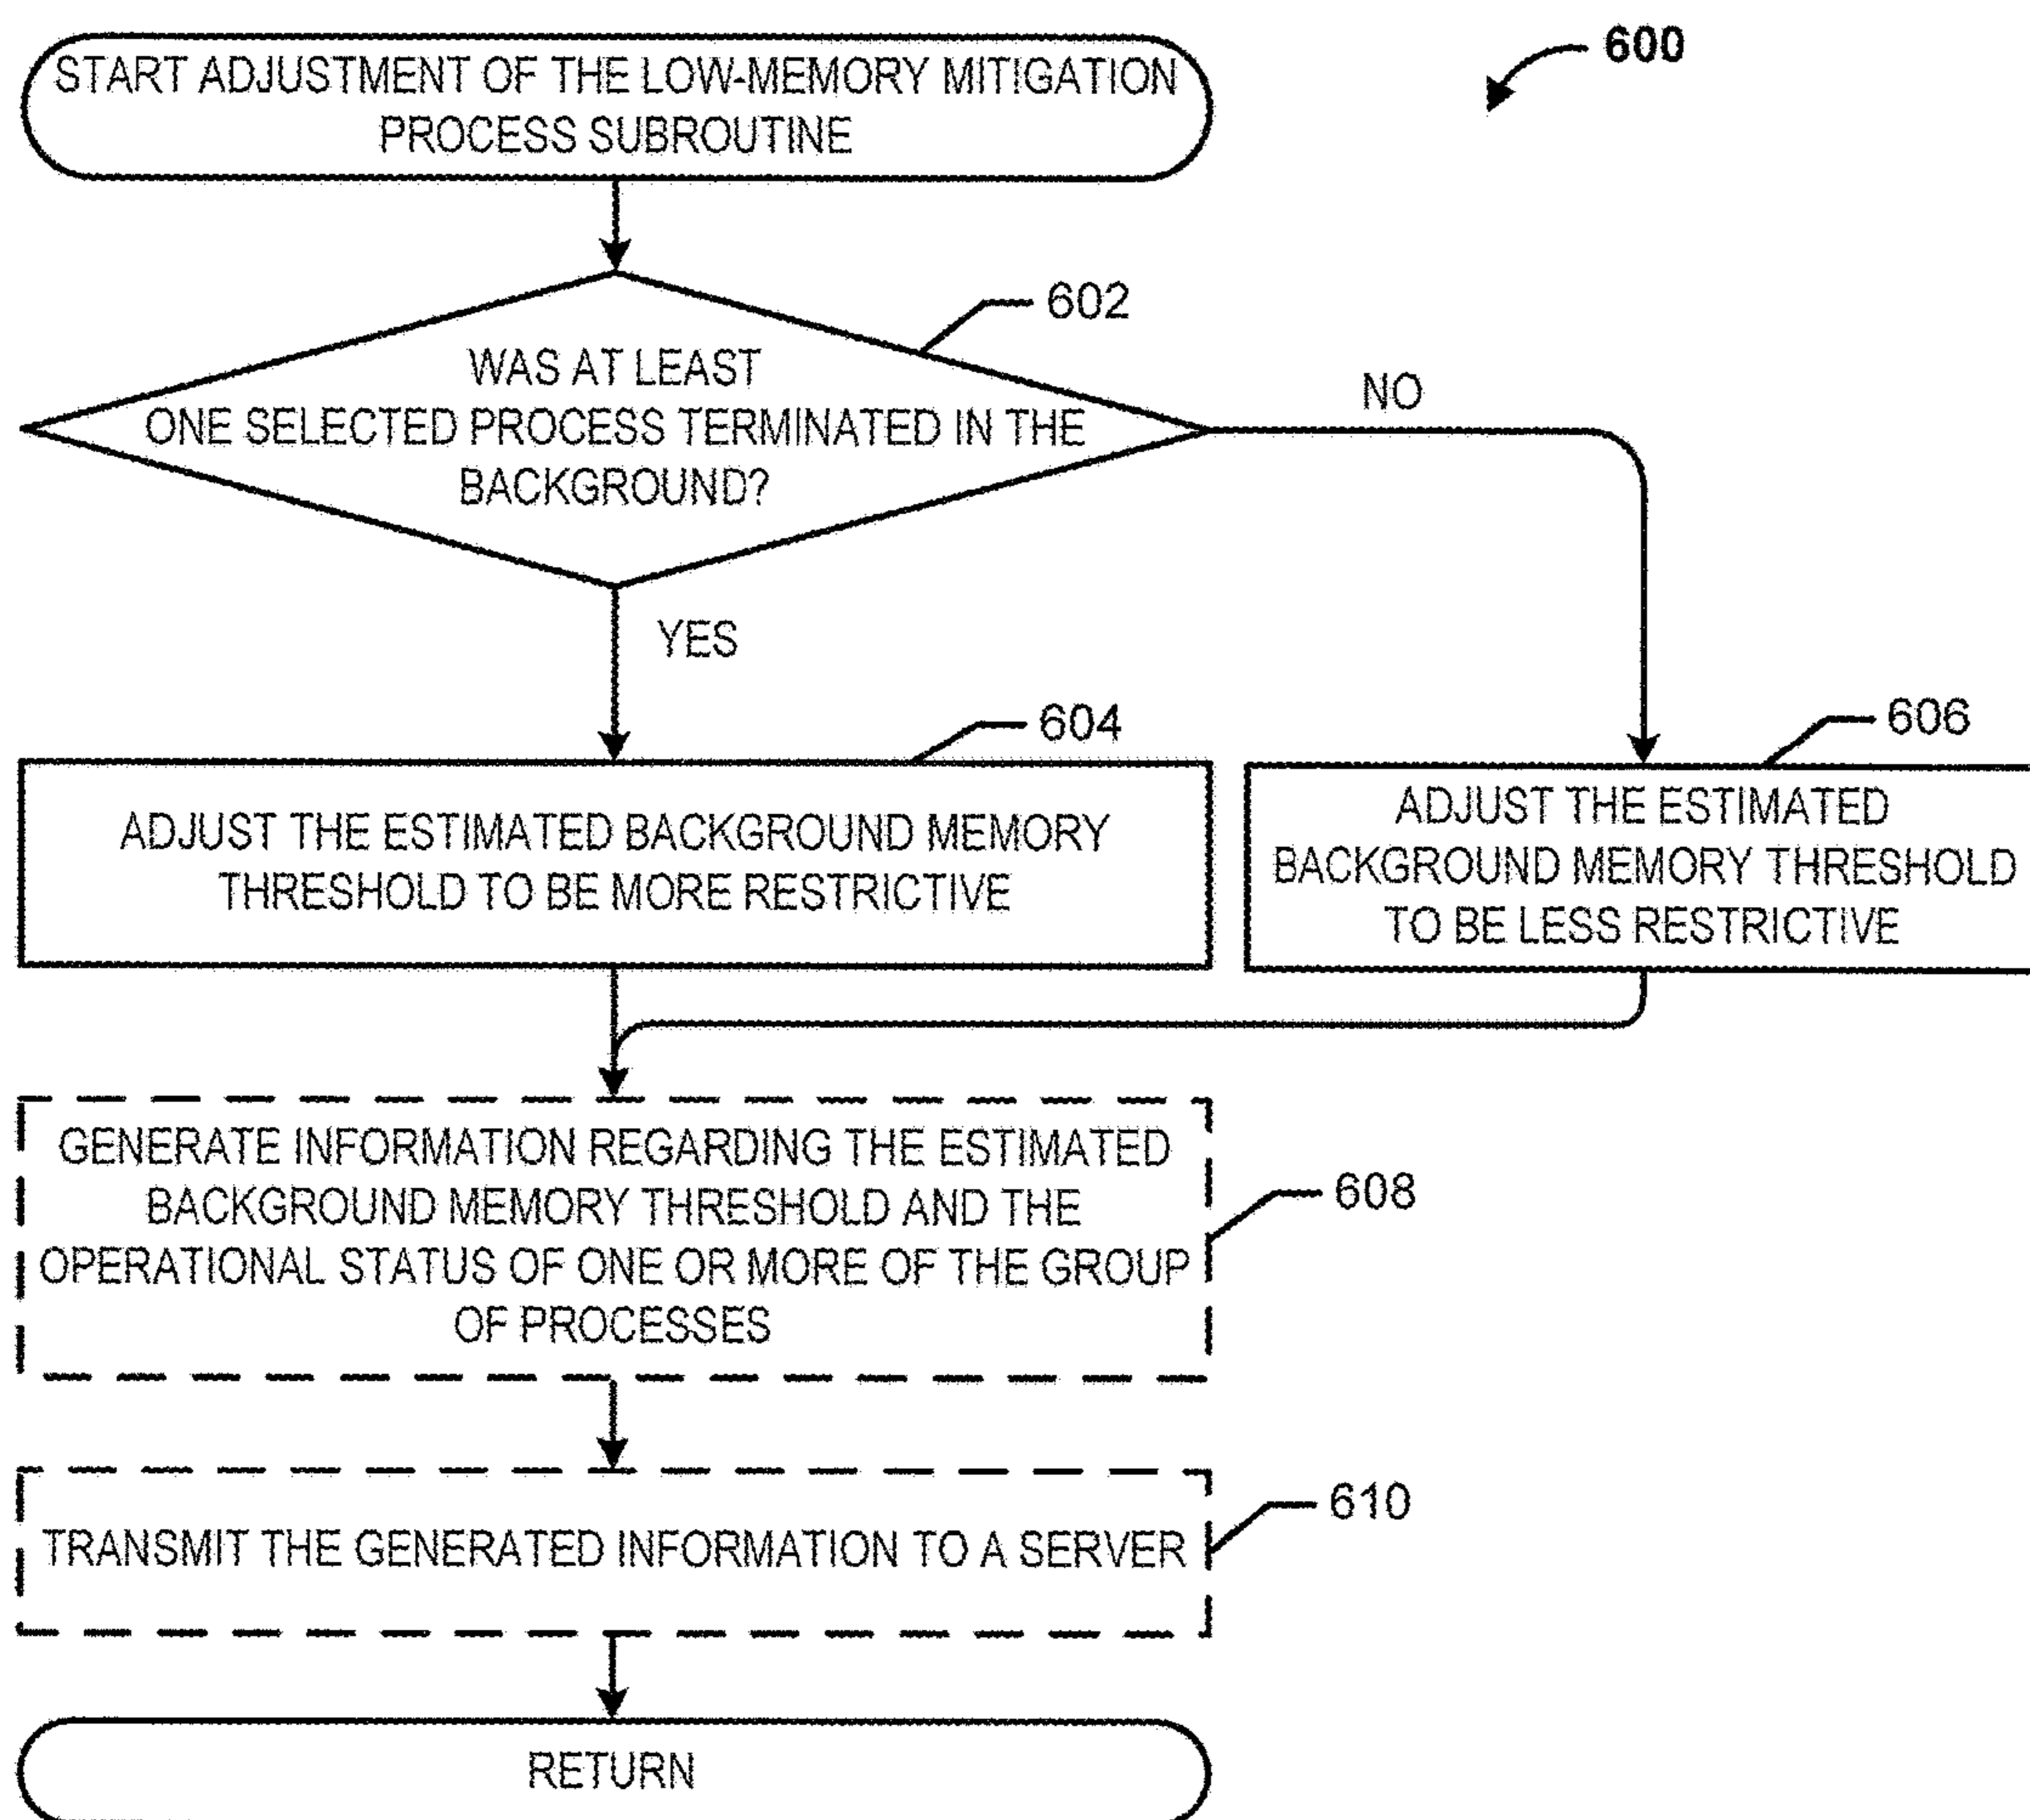 600
START ADJUSTMENT OF THE LOW-MEMORY MITIGATION
PROCESS SUBROUTINE
602
WAS AT LEAST
ONE SELECTED PROCESS TERMINATED IN THE
BACKGROUND?
NO
YES
604
606
ADJUST THE ESTIMATED BACKGROUND MEMORY
THRESHOLD TO BE MORE RESTRICTIVE
ADJUST THE ESTIMATED
BACKGROUND MEMORY THRESHOLD
TO BE LESS RESTRICTIVE
GENERATE INFORMATION REGARDING THE ESTIMATED
BACKGROUND MEMORY THRESHOLD AND THE
OPERATIONAL STATUS OF ONE OR MORE OF THE GROUP
OF PROCESSES
608
TRANSMIT THE GENERATED INFORMATION TO A SERVER
610
RETURN